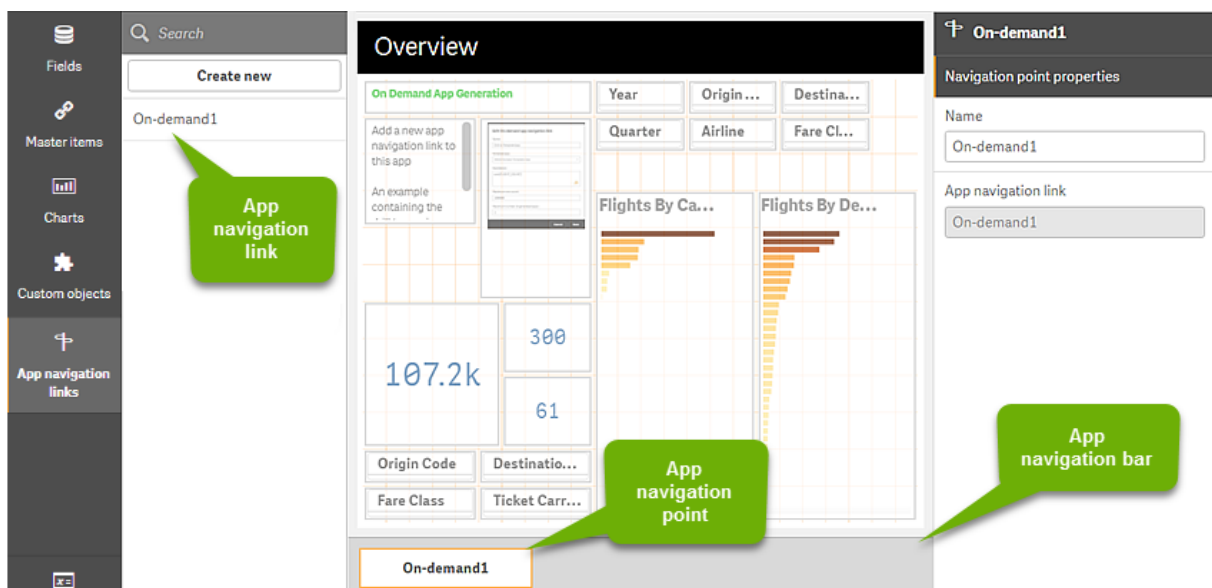 Fields
Master items
Charts
Custom objects
App navigation
links
x=
Search
Create new
On-demand1
App
navigation
link
Overview
On Demand App Generation
Add a new app
navigation link to
this app
An example
containing the
Year
Origin ...
Destina...
Quarter
Airline
Fare Cl...
Flights By Ca...
Flights By De...
107.2k
300
61
Origin Code
Destinatio...
Fare Class
Ticket Carr...
App
navigation
point
On-demand1
App
navigation bar
On-demand1
Navigation point properties
Name
On-demand1
App navigation link
On-demand1